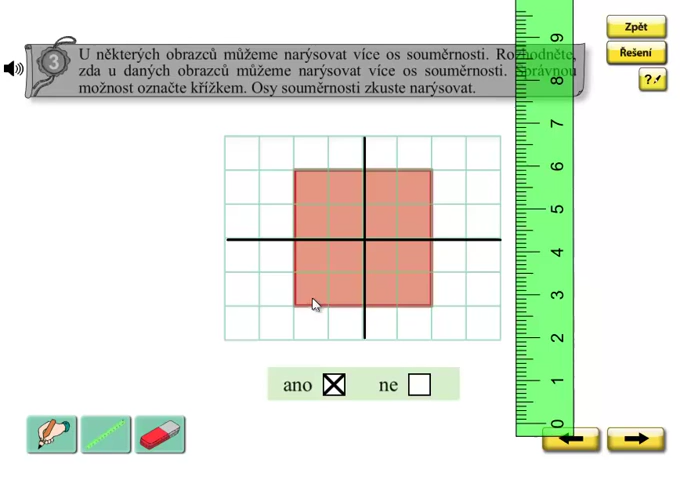 Zpět
Řešení
?
3
U některých obrazců můžeme narýsovat více os souměrnosti. Rozhodněte,
zda u daných obrazců můžeme narýsovat více os souměrnosti. Správnou
možnost označte křížkem. Osy souměrnosti zkuste narýsovat.
9
8
7
6
5
4
3
2
1
0
ano ne